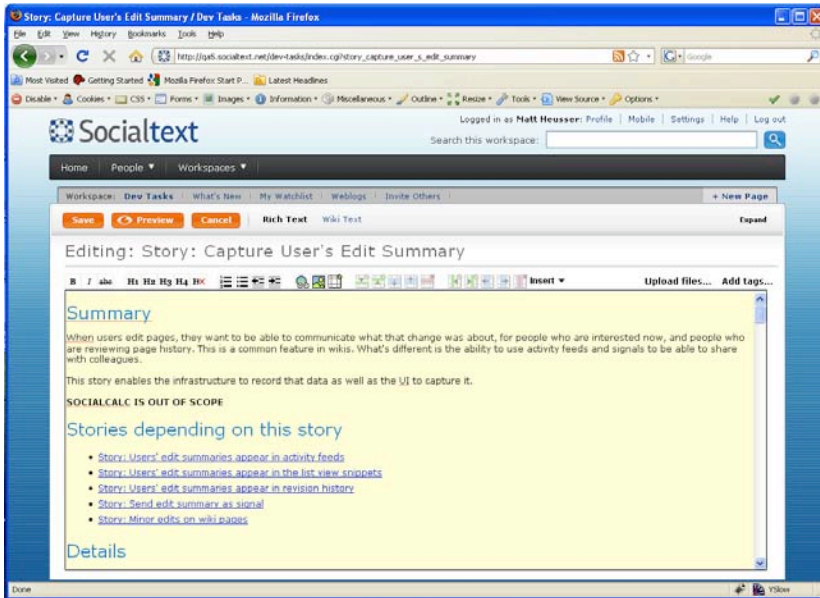 Story: Capture User's Edit Summary / Dev Tasks - Mozilla Firefox
File Edit View History Bookmarks Tools Help
http://qa5.socialtext.net/dev-tasks/index.cgi?story_capture_user_s_edit_summary
Google
Most Visited Getting Started Mozilla Firefox Start P... Latest Headlines
Disable Cookies CSS Forms Images Information Miscellaneous Outline Resize Tools View Source Options
Logged in as Matt Heusser: Profile | Mobile | Settings | Help | Log out
Socialtext
Search this workspace:
Home People Workspaces
Workspace: Dev Tasks What's New My Watchlist Weblogs Invite Others + New Page
Save Preview Cancel Rich Text Wiki Text Expand
Editing: Story: Capture User's Edit Summary
B I abc H1 H2 H3 H4 HX Insert Upload files... Add tags...
Summary
When users edit pages, they want to be able to communicate what that change was about, for people who are interested now, and people who
are reviewing page history. This is a common feature in wikis. What's different is the ability to use activity feeds and signals to be able to share
with colleagues.
This story enables the infrastructure to record that data as well as the UI to capture it.
SOCIALCALC IS OUT OF SCOPE
Stories depending on this story
• Story: Users' edit summaries appear in activity feeds
• Story: Users' edit summaries appear in the list view snippets
• Story: Users' edit summaries appear in revision history
• Story: Send edit summary as signal
• Story: Minor edits on wiki pages
Details
Done YSlow